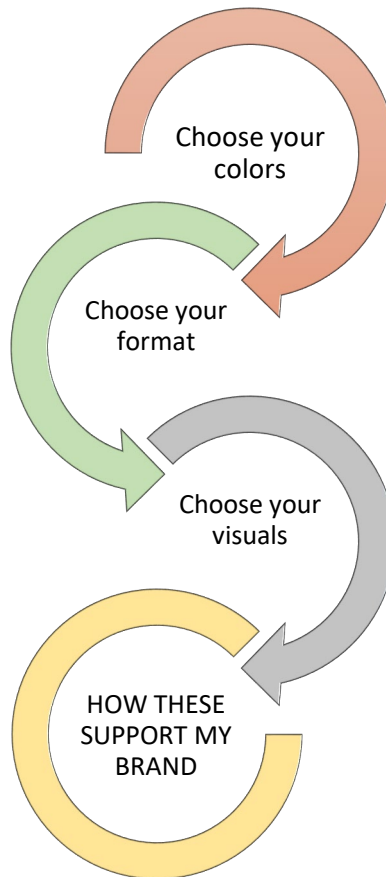 Choose your
colors
Choose your
format
Choose your
visuals
HOW THESE
SUPPORT MY
BRAND